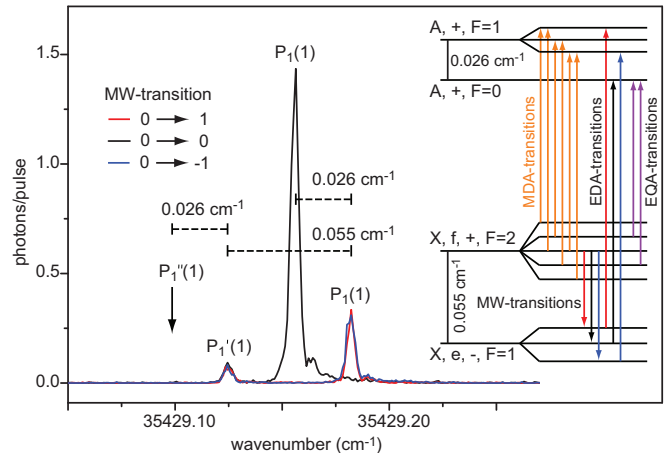 1.5
1.0
0.5
0.0
photons/pulse
35429.10
35429.20
wavenumber (cm⁻¹)
MW-transition
0 → 1
0 → 0
0 → -1
P₁(1)
0.026 cm⁻¹
0.026 cm⁻¹
0.055 cm⁻¹
P₁''(1)
P₁'(1)
P₁(1)
A, +, F=1
0.026 cm⁻¹
A, +, F=0
MDA-transitions
EDA-transitions
EQA-transitions
X, f, +, F=2
MW-transitions
0.055 cm⁻¹
X, e, -, F=1